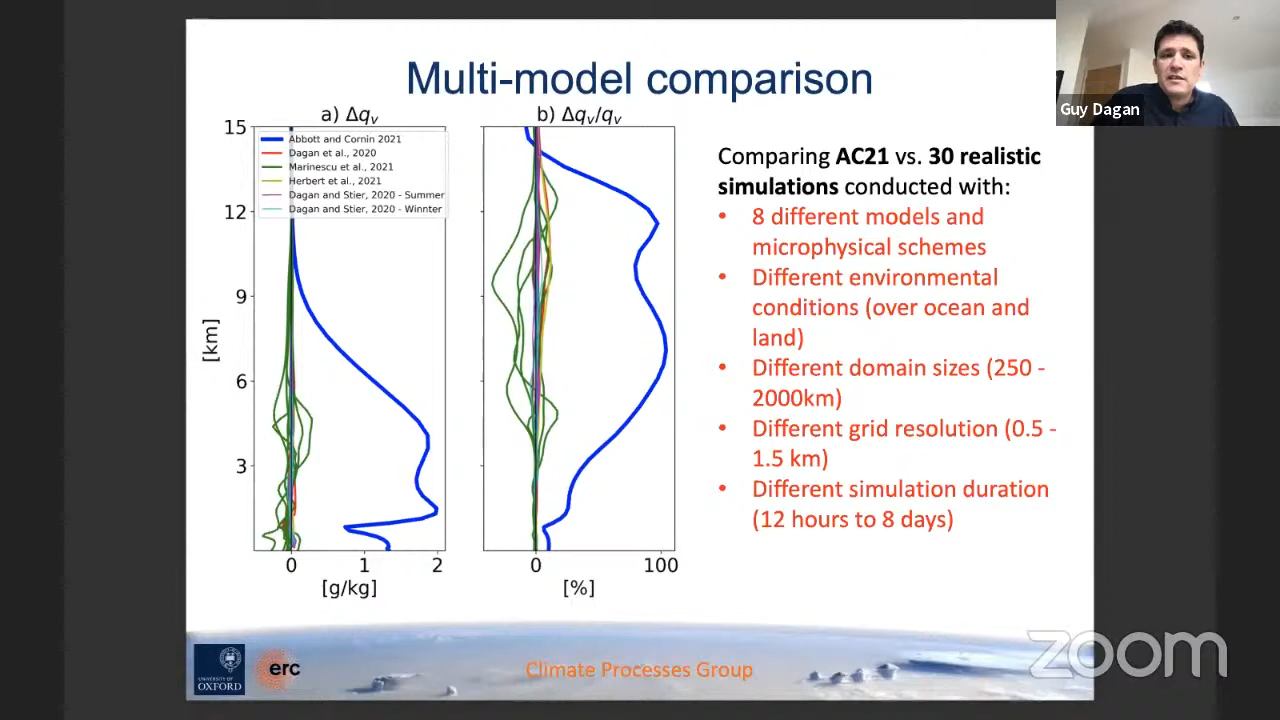 Multi-model comparison
Guy Dagan
a) Δqv
b) Δqv/qv
15
12
9
6
3
[km]
Abbott and Cornin 2021
Dagan et al., 2020
Marinescu et al., 2021
Herbert et al., 2021
Dagan and Stier, 2020 - Summer
Dagan and Stier, 2020 - Winnter
0 1 2
[g/kg]
0 100
[%]
Comparing AC21 vs. 30 realistic
simulations conducted with:
• 8 different models and
microphysical schemes
• Different environmental
conditions (over ocean and
land)
• Different domain sizes (250 -
2000km)
• Different grid resolution (0.5 -
1.5 km)
• Different simulation duration
(12 hours to 8 days)
UNIVERSITY OF
OXFORD
erc
Climate Processes Group
zoom